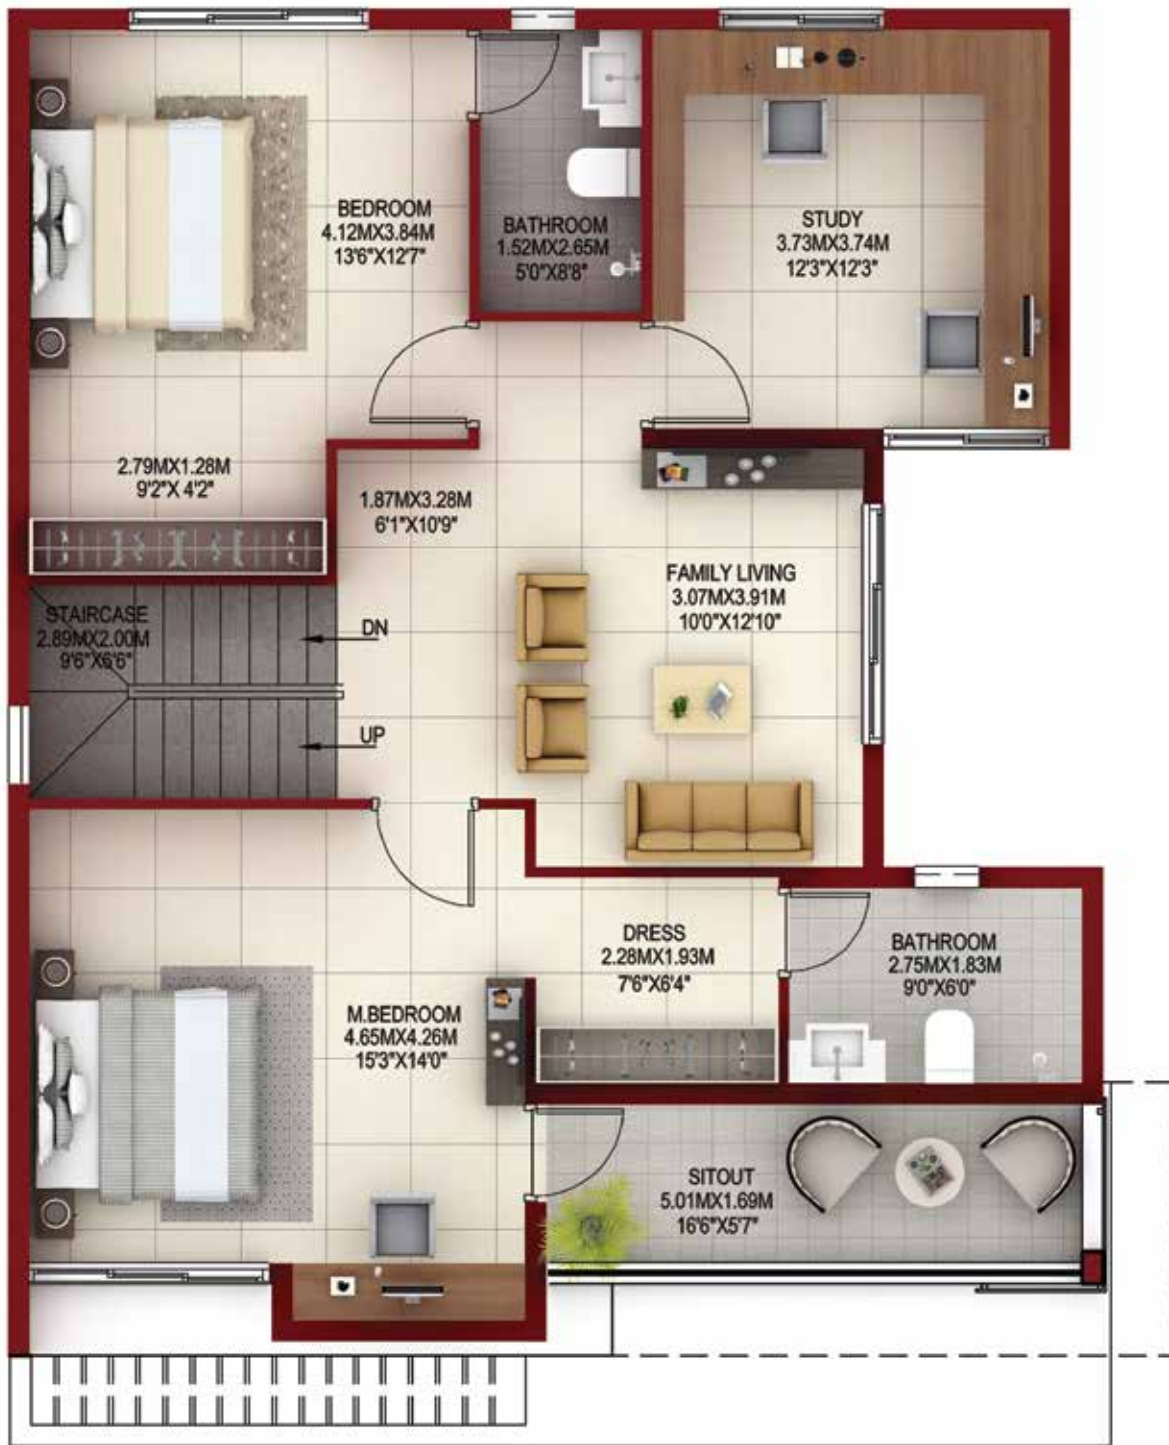 BEDROOM
4.12MX3.84M
13'6"X12'7"
BATHROOM
1.52MX2.65M
5'0"X8'8"
STUDY
3.73MX3.74M
12'3"X12'3"
2.79MX1.28M
9'2"X 4'2"
1.87MX3.28M
6'1"X10'9"
FAMILY LIVING
3.07MX3.91M
10'0"X12'10"
STAIRCASE
2.89MX2.00M
9'6"X6'6"
DN
UP
DRESS
2.28MX1.93M
7'6"X6'4"
BATHROOM
2.75MX1.83M
9'0"X6'0"
M.BEDROOM
4.65MX4.26M
15'3"X14'0"
SITOUT
5.01MX1.69M
16'6"X5'7"